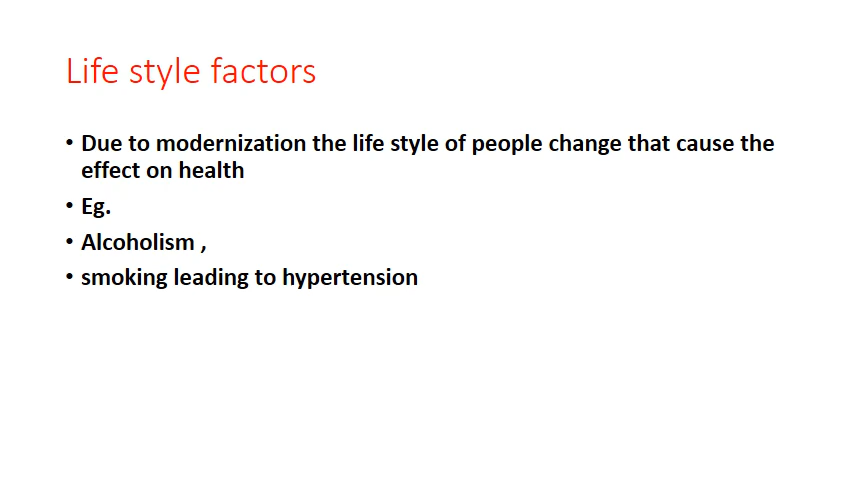 Life style factors
• Due to modernization the life style of people change that cause the
effect on health
• Eg.
• Alcoholism ,
• smoking leading to hypertension